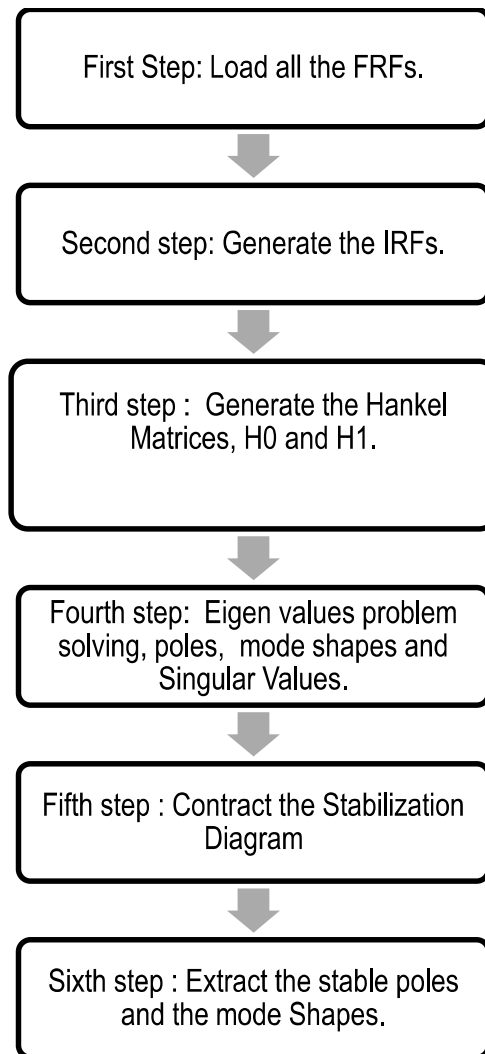 First Step: Load all the FRFs.
Second step: Generate the IRFs.
Third step : Generate the Hankel
Matrices, H0 and H1.
Fourth step: Eigen values problem
solving, poles, mode shapes and
Singular Values.
Fifth step : Contract the Stabilization
Diagram
Sixth step : Extract the stable poles
and the mode Shapes.